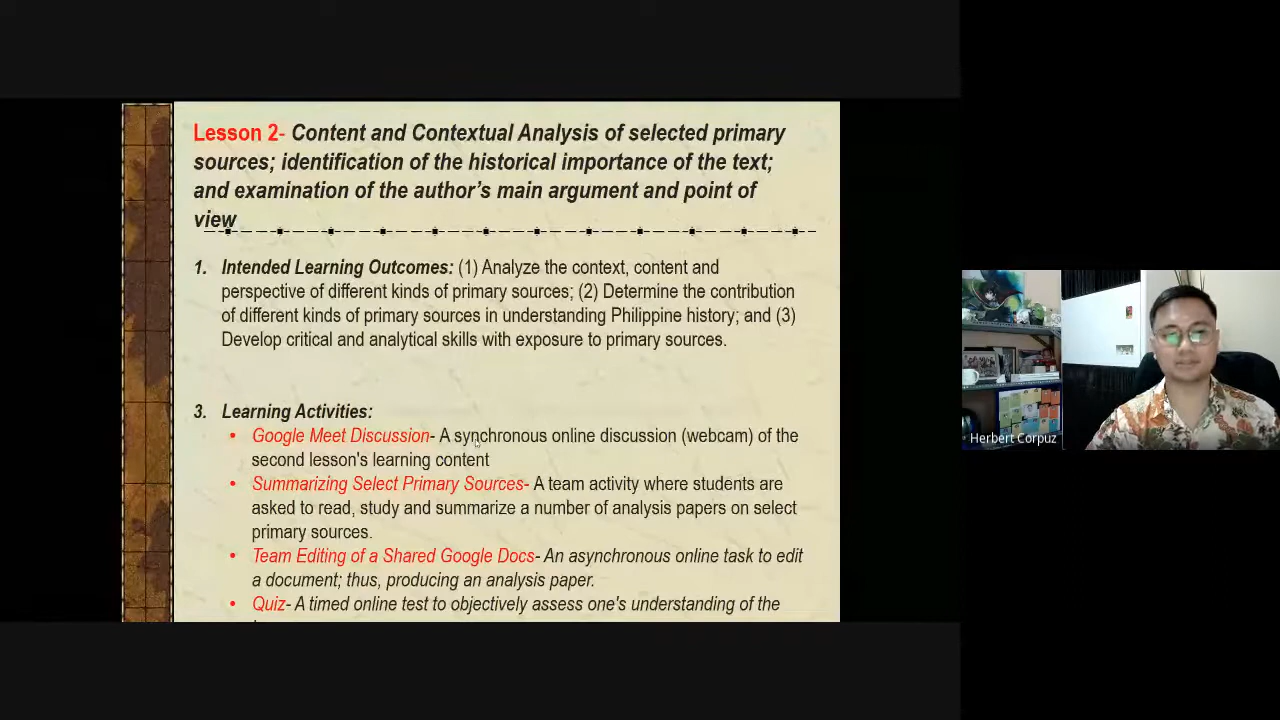 Lesson 2- Content and Contextual Analysis of selected primary
sources; identification of the historical importance of the text;
and examination of the author's main argument and point of
view
1. Intended Learning Outcomes: (1) Analyze the context, content and
perspective of different kinds of primary sources; (2) Determine the contribution
of different kinds of primary sources in understanding Philippine history; and (3)
Develop critical and analytical skills with exposure to primary sources.
3. Learning Activities:
• Google Meet Discussion- A synchronous online discussion (webcam) of the
second lesson's learning content
• Summarizing Select Primary Sources- A team activity where students are
asked to read, study and summarize a number of analysis papers on select
primary sources.
• Team Editing of a Shared Google Docs- An asynchronous online task to edit
a document; thus, producing an analysis paper.
• Quiz- A timed online test to objectively assess one's understanding of the
Herbert Corpuz